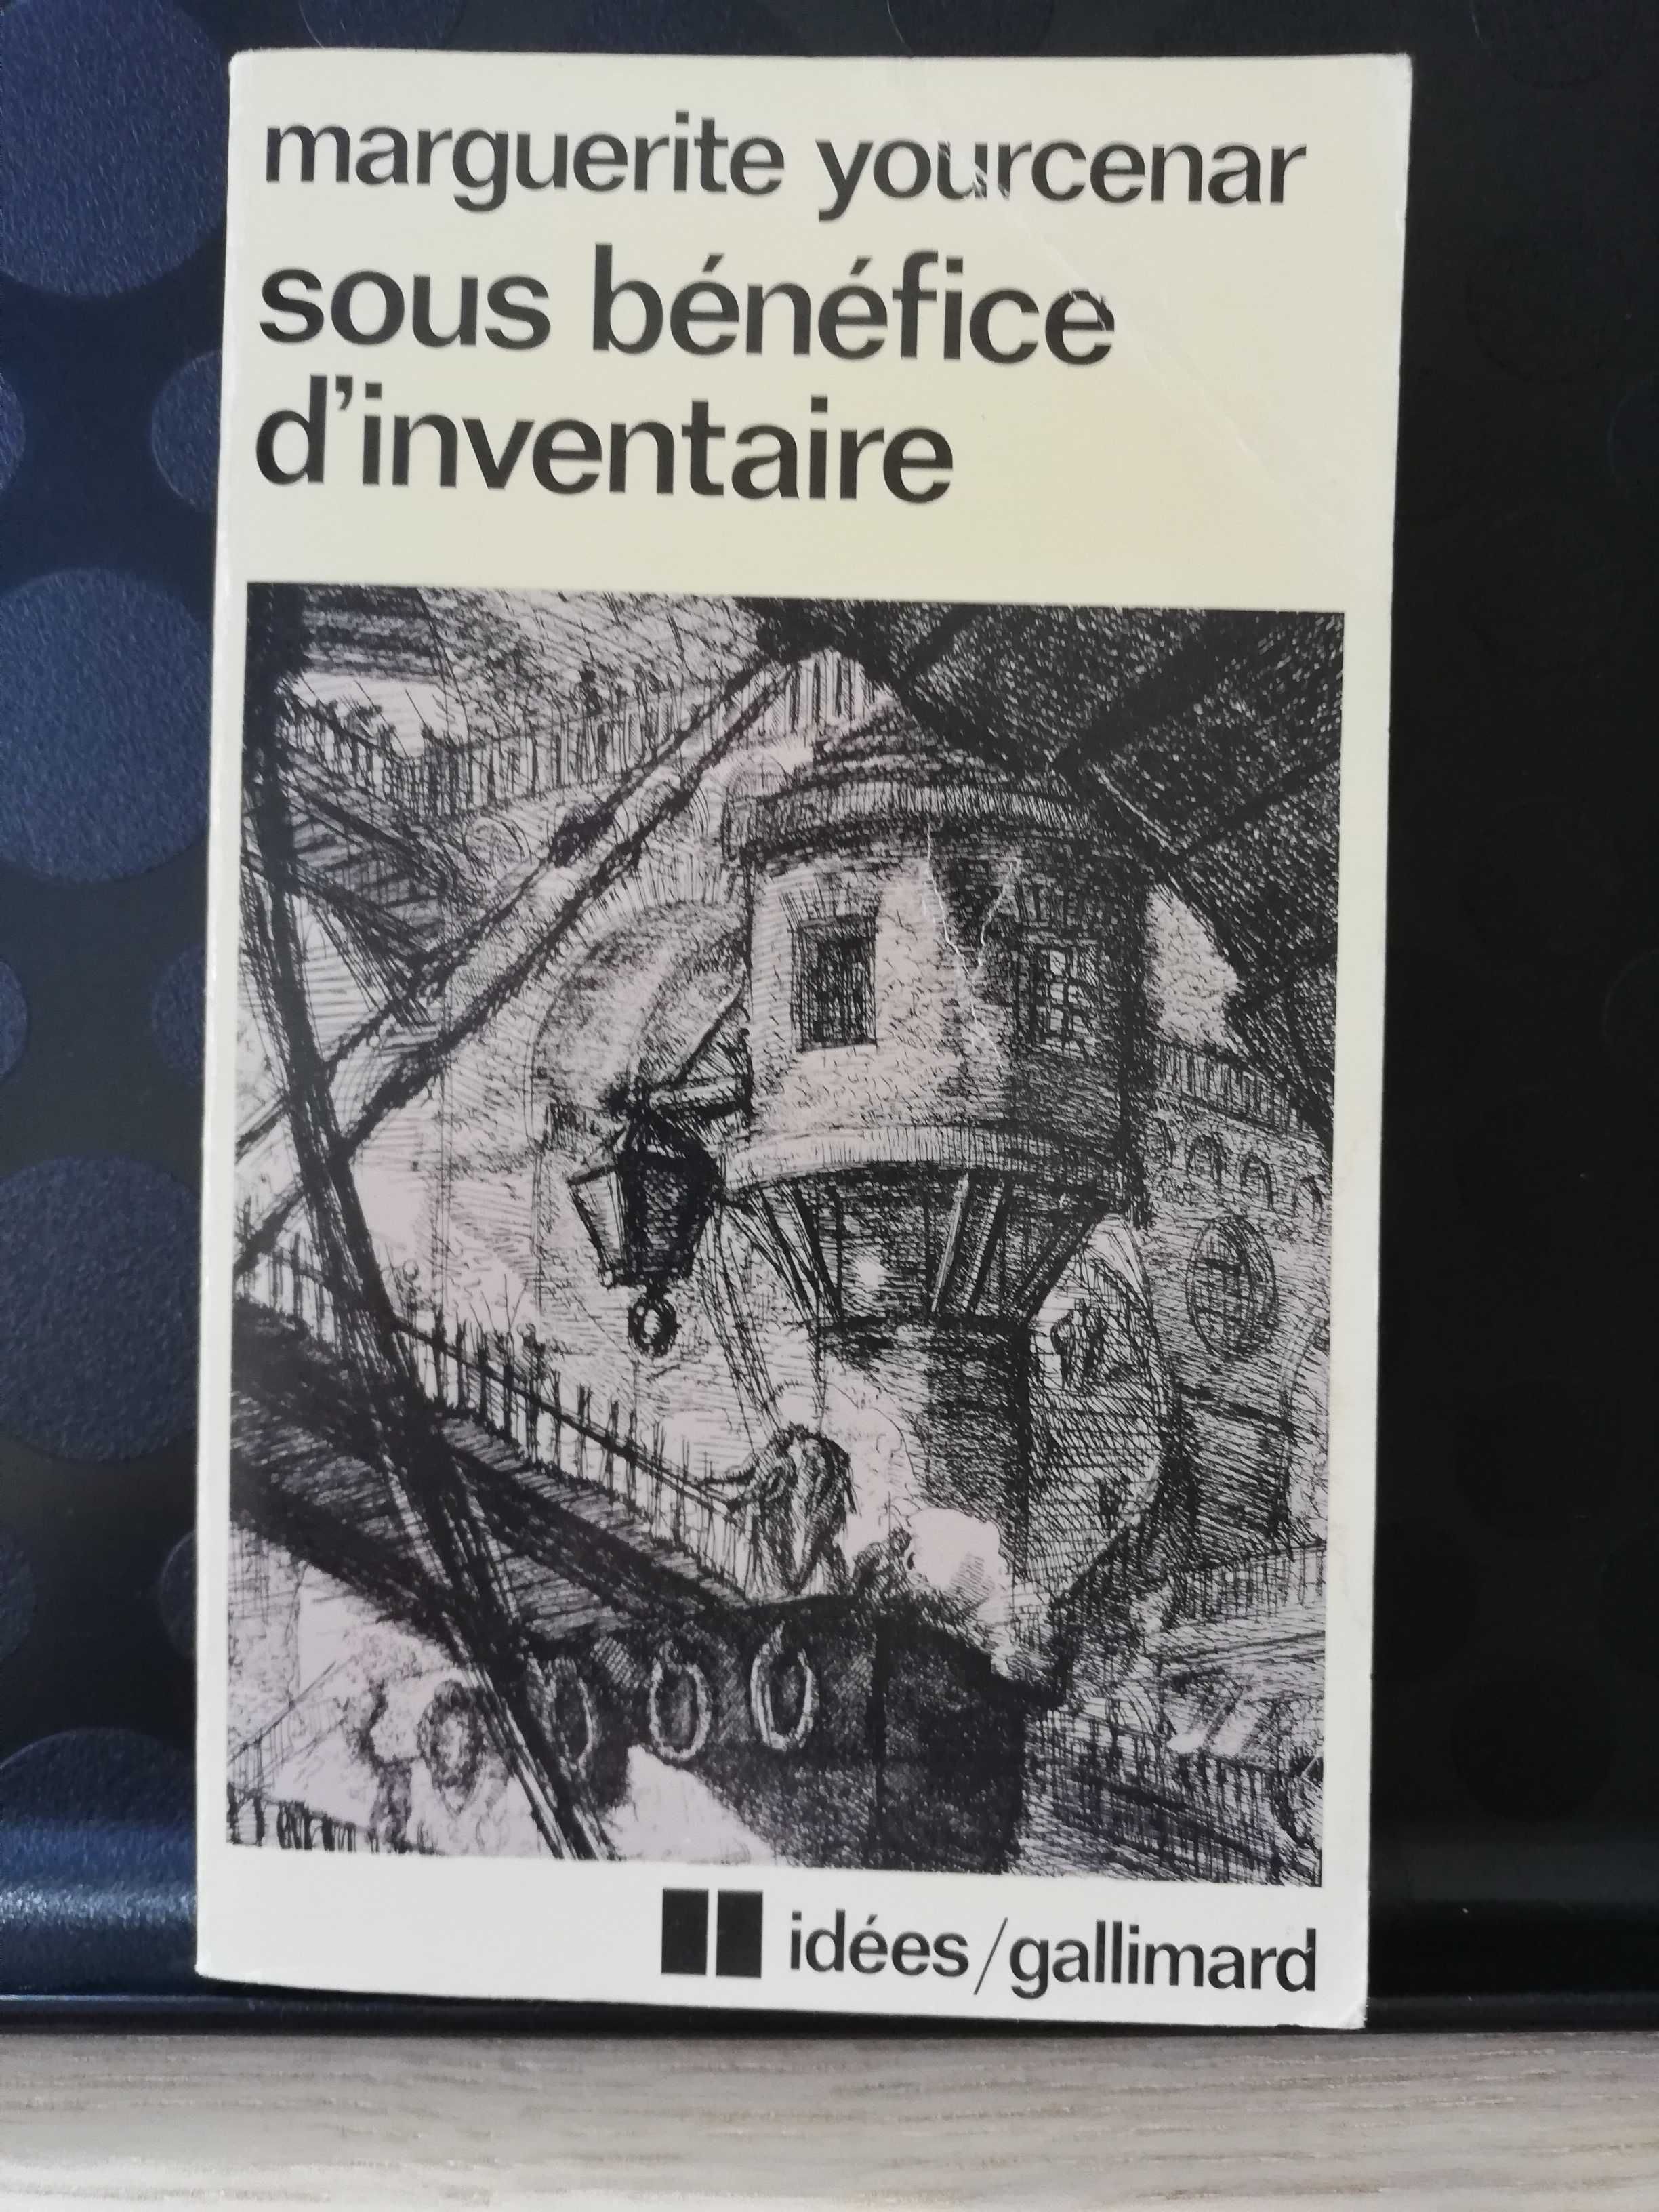 marguerite yourcenar
sous bénéfice
d'inventaire
idées/gallimard